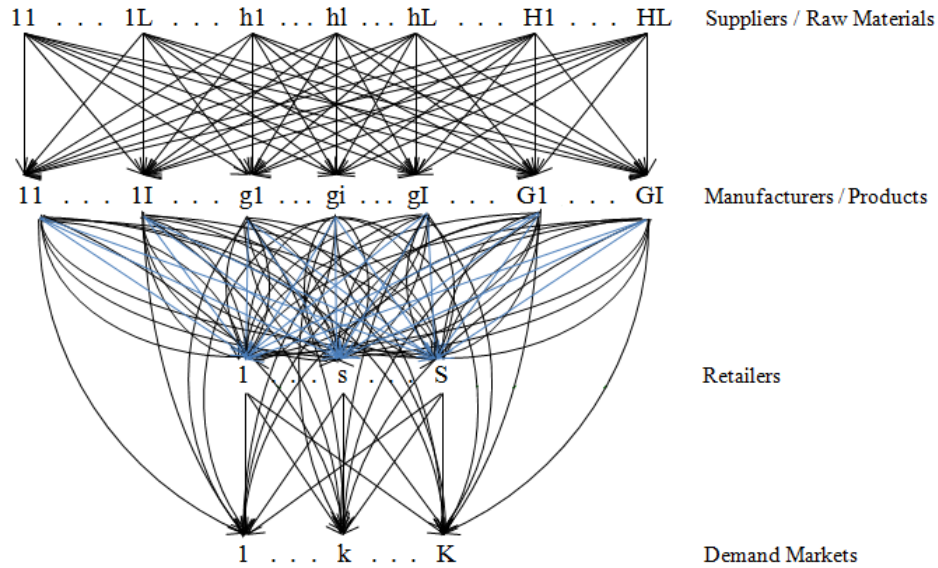 11 . . . 1L . . . h1 . . . hl . . . hL . . . H1 . . . HL Suppliers / Raw Materials
11 . . . 1I . . . g1 . . . gi . . . gI . . . G1 . . . GI Manufacturers / Products
1 . . . s . . . S Retailers
1 . . . k . . . K Demand Markets